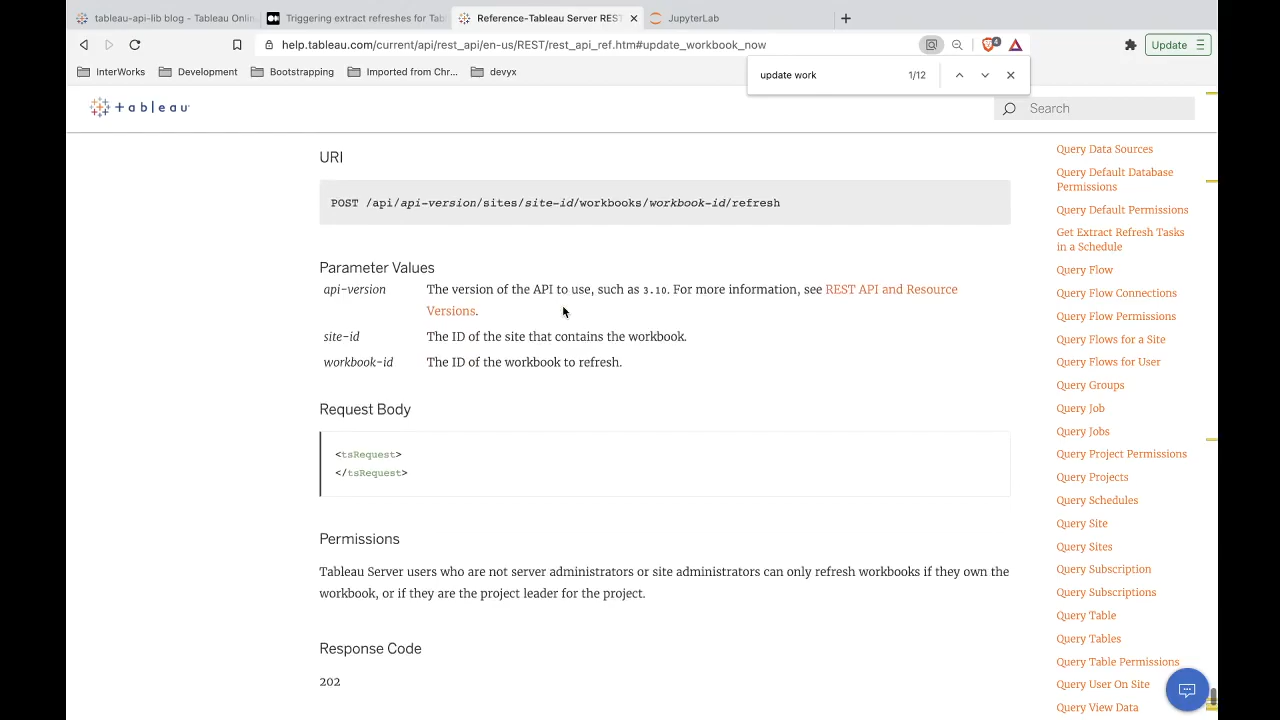 tableau-api-lib blog - Tableau Onlin
Triggering extract refreshes for Tab
Reference-Tableau Server REST
JupyterLab
help.tableau.com/current/api/rest_api/en-us/REST/rest_api_ref.htm#update_workbook_now
4
Update
InterWorks
Development
Bootstrapping
Imported from Chr...
devyx
update work
1/12
+ a b l e a u
Search
URI
POST /api/api-version/sites/site-id/workbooks/workbook-id/refresh
Parameter Values
api-version
The version of the API to use, such as 3.10. For more information, see REST API and Resource
Versions.
site-id
The ID of the site that contains the workbook.
workbook-id
The ID of the workbook to refresh.
Request Body
<tsRequest>
</tsRequest>
Permissions
Tableau Server users who are not server administrators or site administrators can only refresh workbooks if they own the
workbook, or if they are the project leader for the project.
Response Code
202
Query Data Sources
Query Default Database
Permissions
Query Default Permissions
Get Extract Refresh Tasks
in a Schedule
Query Flow
Query Flow Connections
Query Flow Permissions
Query Flows for a Site
Query Flows for User
Query Groups
Query Job
Query Jobs
Query Project Permissions
Query Projects
Query Schedules
Query Site
Query Sites
Query Subscription
Query Subscriptions
Query Table
Query Tables
Query Table Permissions
Query User On Site
Query View Data